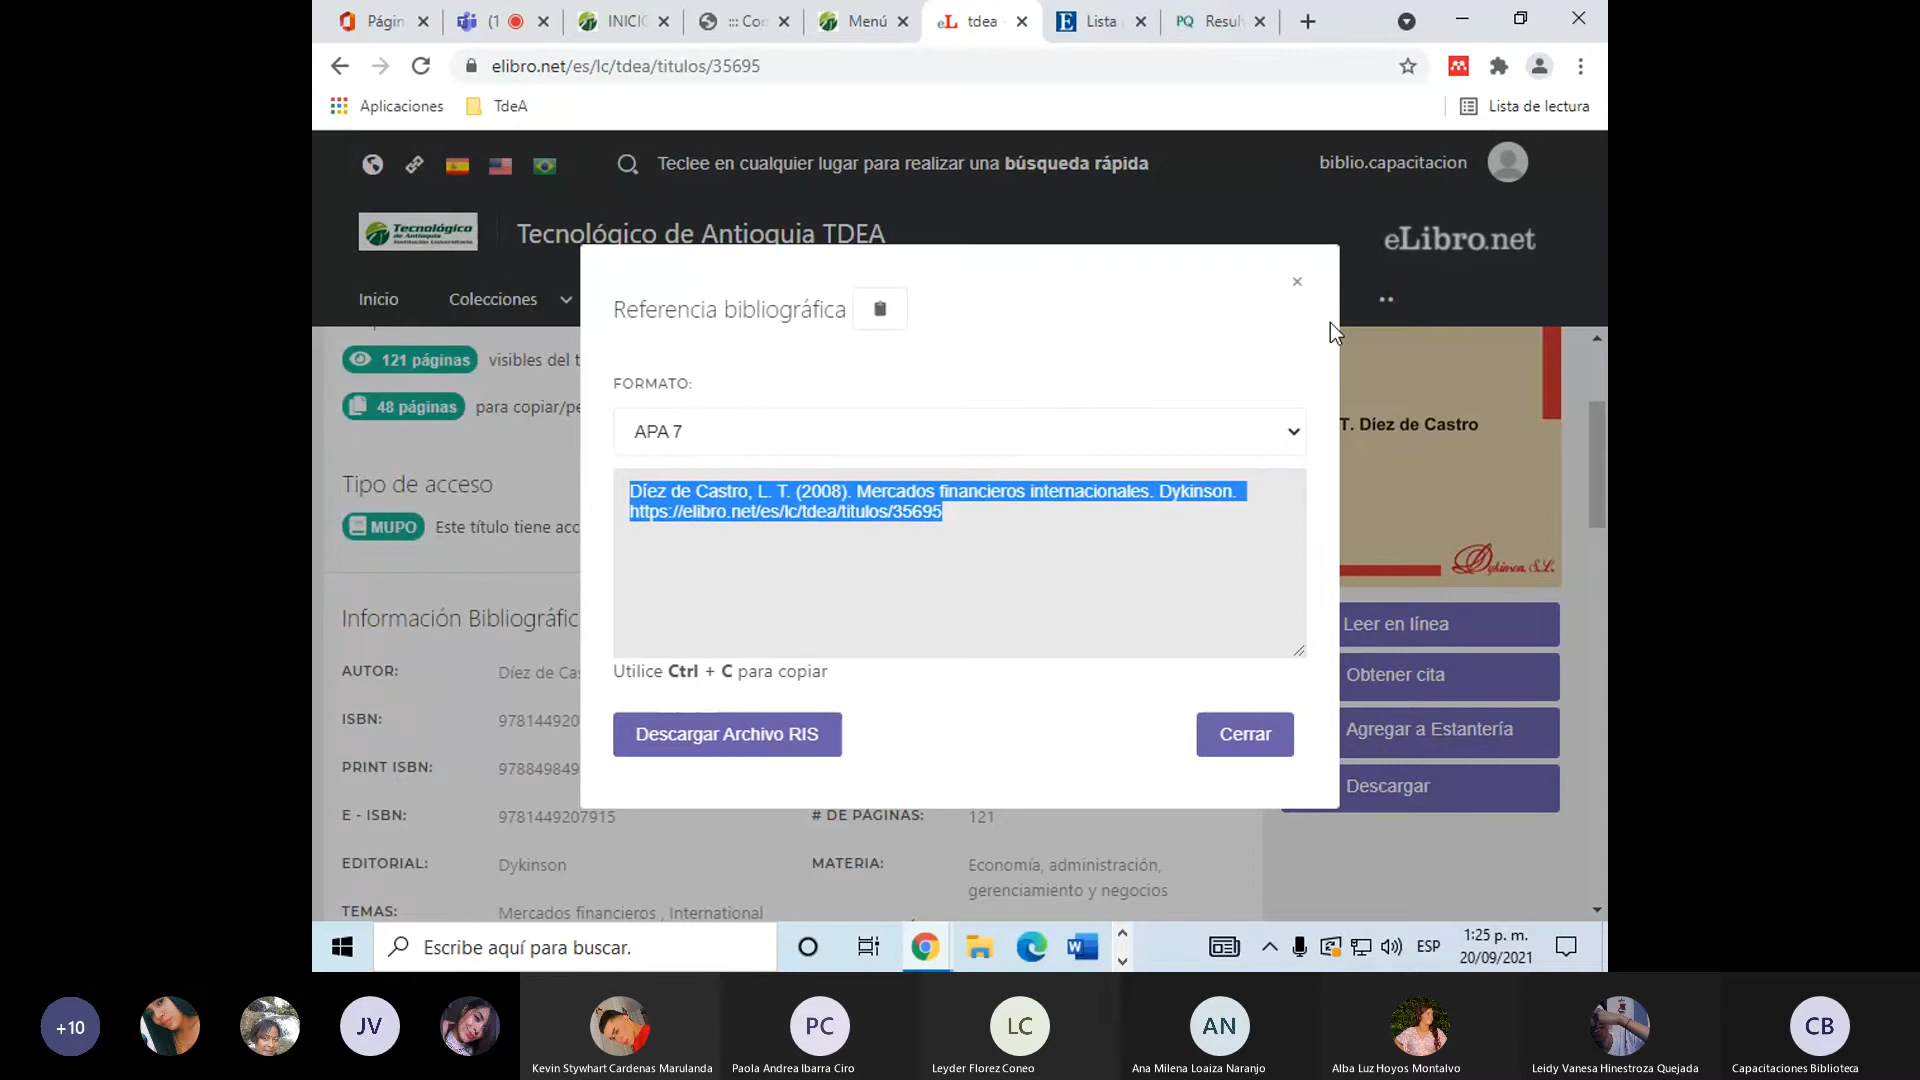 Págin
(1
INICI
::: Cor
Menú
eL tdea
E Lista
PQ Resul
elibro.net/es/lc/tdea/titulos/35695
Aplicaciones
TdeA
Lista de lectura
Teclee en cualquier lugar para realizar una búsqueda rápida
biblio.capacitacion
Tecnológico
de Antioquia
Institución Universitaria
Tecnológico de Antioquia TDEA
eLibro.net
Inicio
Colecciones
Referencia bibliográfica
×
121 páginas
visibles del t
48 páginas
para copiar/pe
FORMATO:
APA 7
T. Díez de Castro
Tipo de acceso
MUPO
Este título tiene acc
Díez de Castro, L. T. (2008). Mercados financieros internacionales. Dykinson.
https://elibro.net/es/lc/tdea/titulos/35695
Dykinson, S.L.
Utilice Ctrl + C para copiar
Descargar Archivo RIS
Cerrar
Leer en línea
Obtener cita
Agregar a Estantería
Descargar
Información Bibliográfic
AUTOR:
Díez de Ca
ISBN:
978144920
PRINT ISBN:
978849849
E - ISBN:
9781449207915
# DE PÁGINAS:
121
EDITORIAL:
Dykinson
MATERIA:
Economía, administración,
gerenciamiento y negocios
TEMAS:
Mercados financieros , International
Escribe aquí para buscar.
ESP
1:25 p. m.
20/09/2021
+10
JV
Kevin Stywhart Cardenas Marulanda
PC
Paola Andrea Ibarra Ciro
LC
Leyder Florez Coneo
AN
Ana Milena Loaiza Naranjo
Alba Luz Hoyos Montalvo
Leidy Vanesa Hinestroza Quejada
CB
Capacitaciones Biblioteca